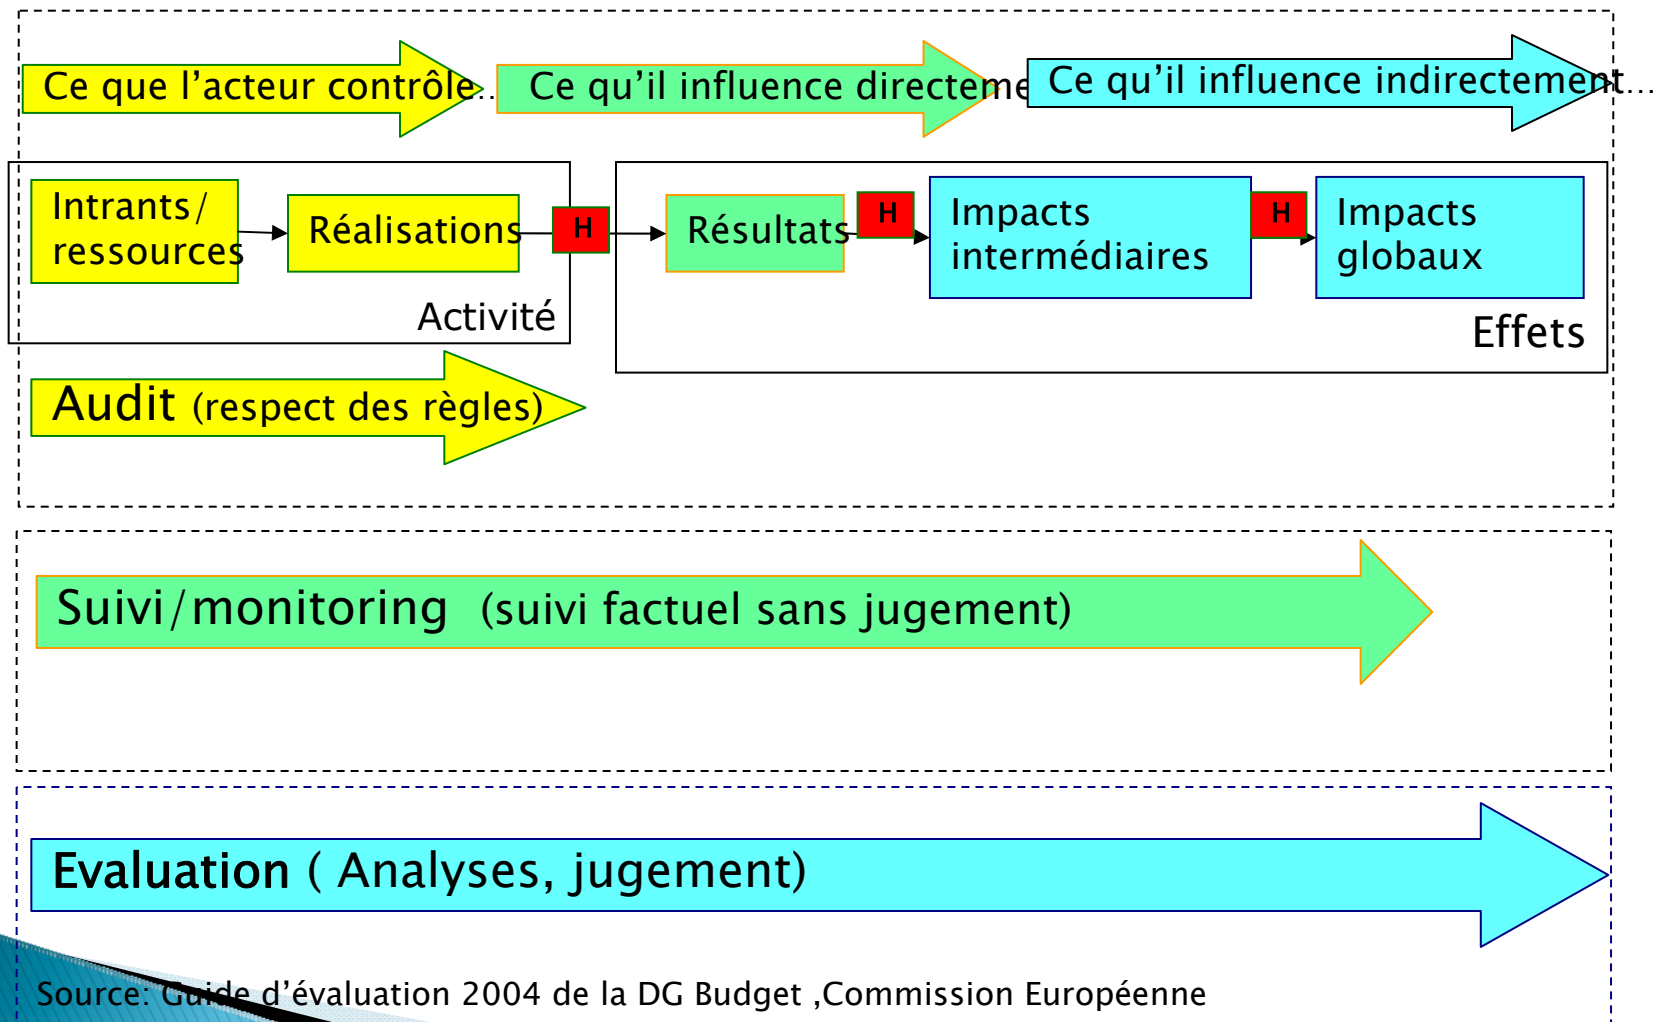 Ce que l’acteur contrôle..
Ce qu’il influence directeme
Ce qu’il influence indirectement...
Intrants/
ressources
Réalisations
H
Résultats
H
Impacts
intermédiaires
H
Impacts
globaux
Activité
Effets
Audit (respect des règles)
Suivi/monitoring (suivi factuel sans jugement)
Evaluation ( Analyses, jugement)
Source: Guide d’évaluation 2004 de la DG Budget ,Commission Européenne